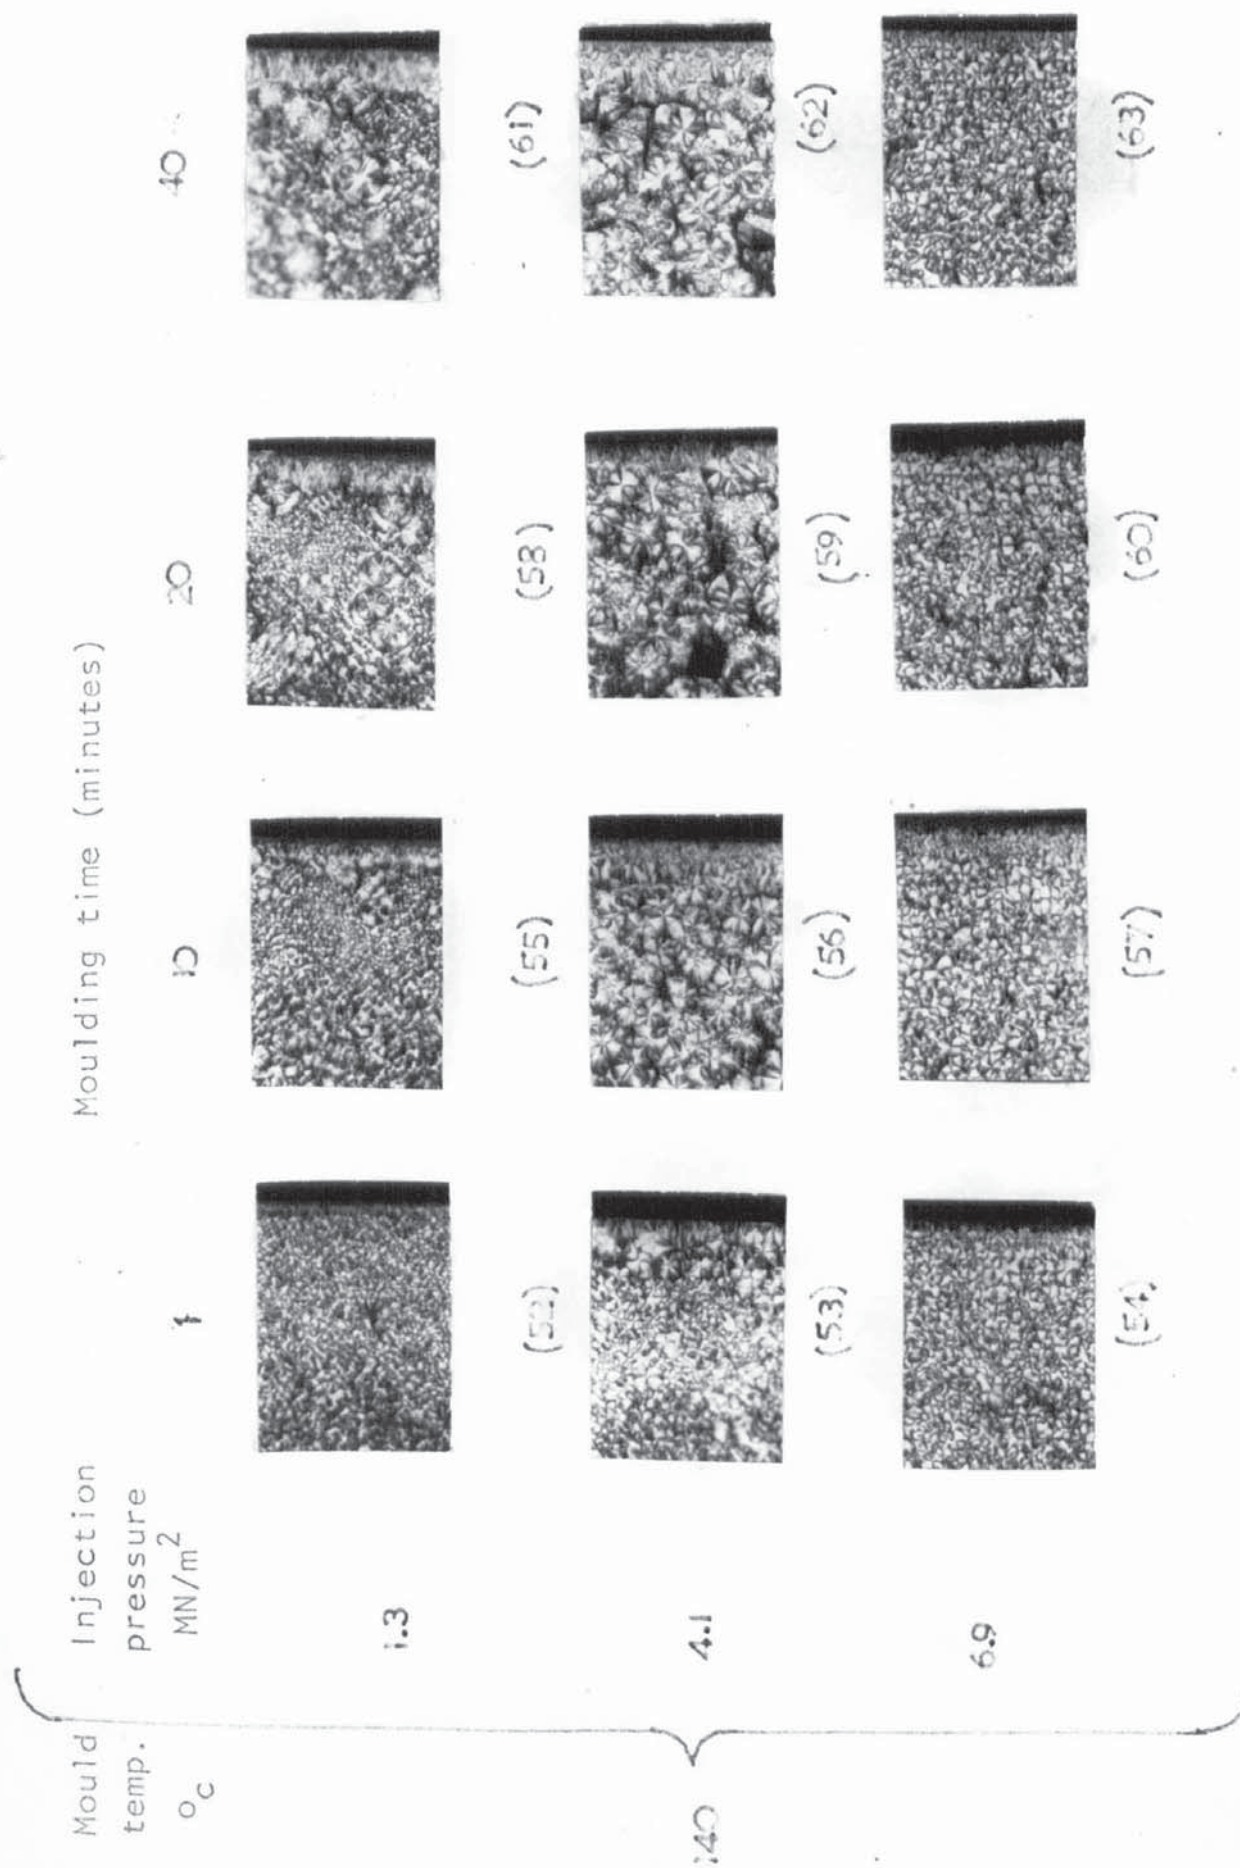 Moulding time (minutes)
Mould Injection
temp. pressure
°C MN/m²
10 20 40
1.3
(52) (55) (58) (61)
4.1
(53) (56) (59) (62)
140
6.9
(54) (57) (60) (63)